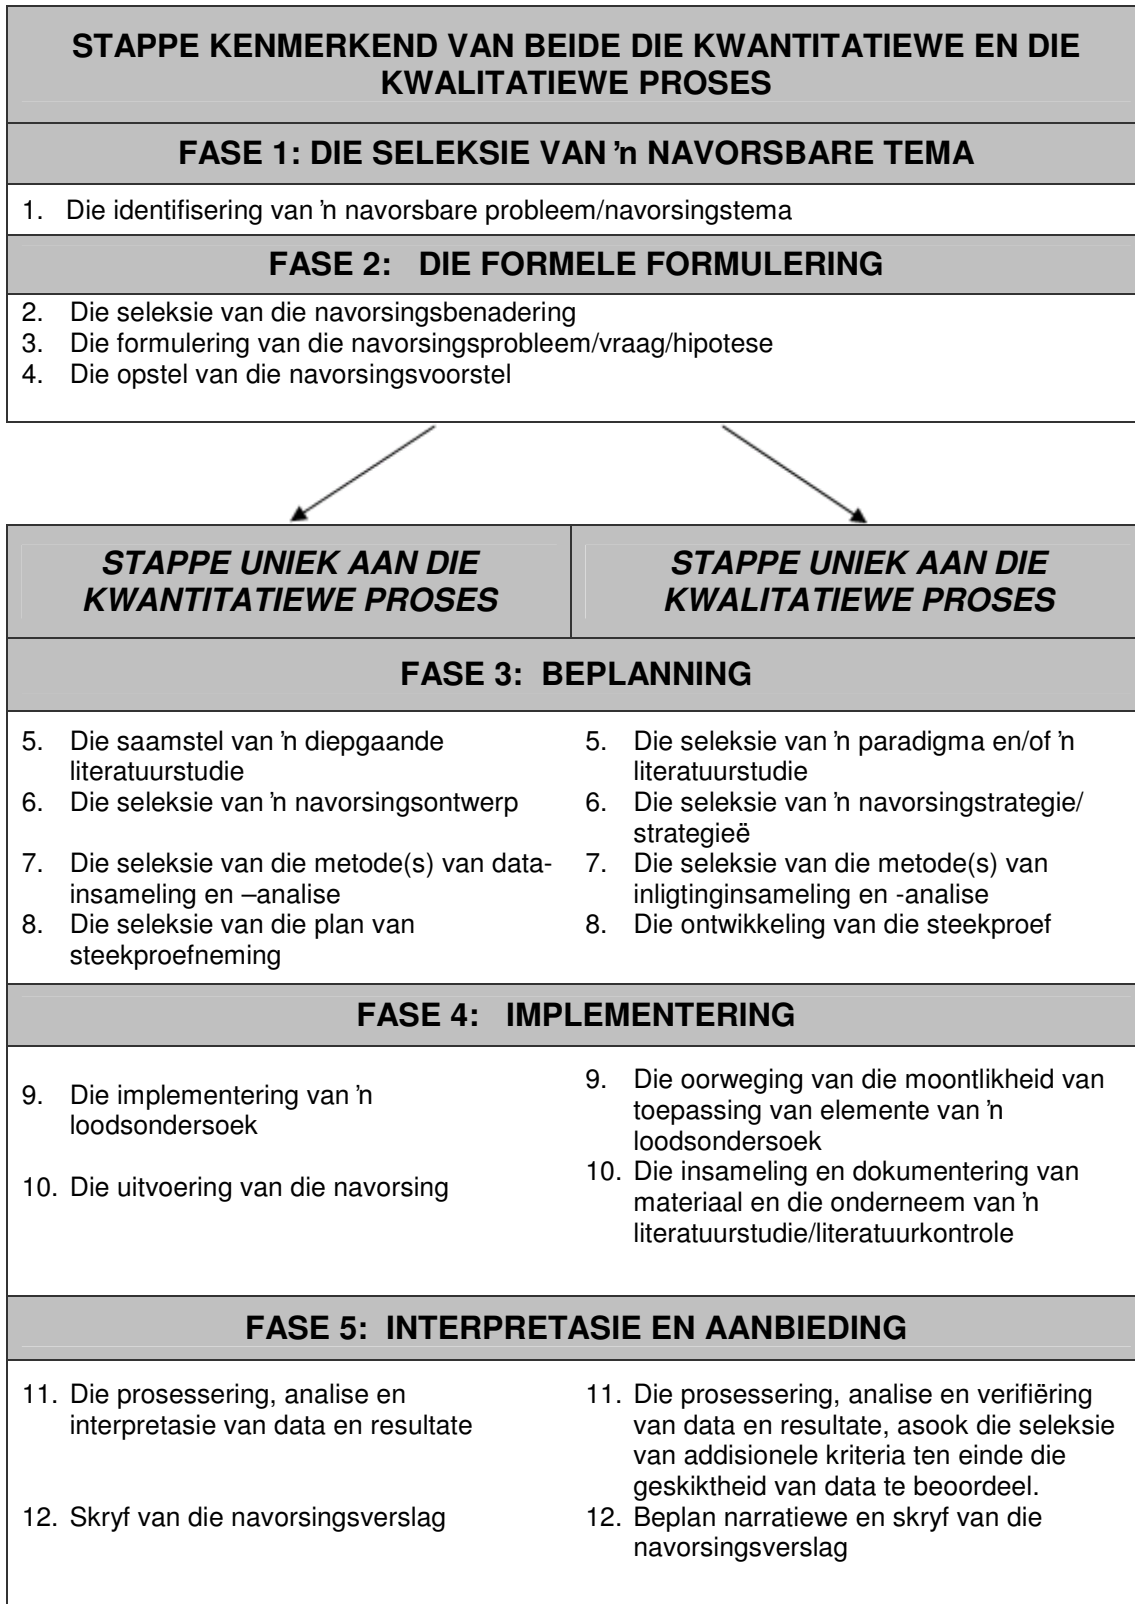 STAPPE KENMERKEND VAN BEIDE DIE KWANTITATIEWE EN DIE
KWALITATIEWE PROSES
FASE 1: DIE SELEKSIE VAN 'n NAVORSBARE TEMA
1. Die identifisering van 'n navorsbare probleem/navorsingstema
FASE 2: DIE FORMELE FORMULERING
2. Die seleksie van die navorsingsbenadering
3. Die formulering van die navorsingsprobleem/vraag/hipotese
4. Die opstel van die navorsingsvoorstel
STAPPE UNIEK AAN DIE
KWANTITATIEWE PROSES
STAPPE UNIEK AAN DIE
KWALITATIEWE PROSES
FASE 3: BEPLANNING
5. Die saamstel van 'n diepgaande
literatuurstudie
6. Die seleksie van 'n navorsingsontwerp
7. Die seleksie van die metode(s) van data-
insameling en –analise
8. Die seleksie van die plan van
steekproefneming
5. Die seleksie van 'n paradigma en/of 'n
literatuurstudie
6. Die seleksie van 'n navorsingstrategie/
strategieë
7. Die seleksie van die metode(s) van
inligtinginsameling en -analise
8. Die ontwikkeling van die steekproef
FASE 4: IMPLEMENTERING
9. Die implementering van 'n
loodsondersoek
10. Die uitvoering van die navorsing
9. Die oorweging van die moontlikheid van
toepassing van elemente van 'n
loodsondersoek
10. Die insameling en dokumentering van
materiaal en die onderneem van 'n
literatuurstudie/literatuurkontrole
FASE 5: INTERPRETASIE EN AANBIEDING
11. Die prosessering, analise en
interpretasie van data en resultate
12. Skryf van die navorsingsverslag
11. Die prosessering, analise en verifiëring
van data en resultate, asook die seleksie
van addisionele kriteria ten einde die
geskiktheid van data te beoordeel.
12. Beplan narratiewe en skryf van die
navorsingsverslag